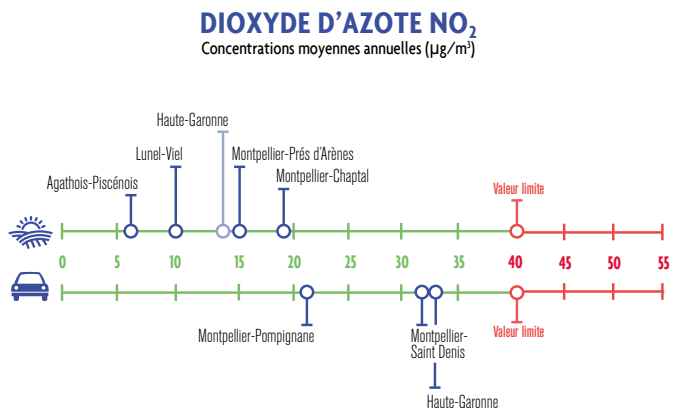 DIOXYDE D'AZOTE NO₂
Concentrations moyennes annuelles (µg/m³)
Haute-Garonne
Lunel-Viel
Montpellier-Prés d'Arènes
Agathois-Piscénois
Montpellier-Chaptal
Valeur limite
0 5 10 15 20 25 30 35 40 45 50 55
Montpellier-Pompignane
Montpellier-
Saint Denis
Valeur limite
Haute-Garonne